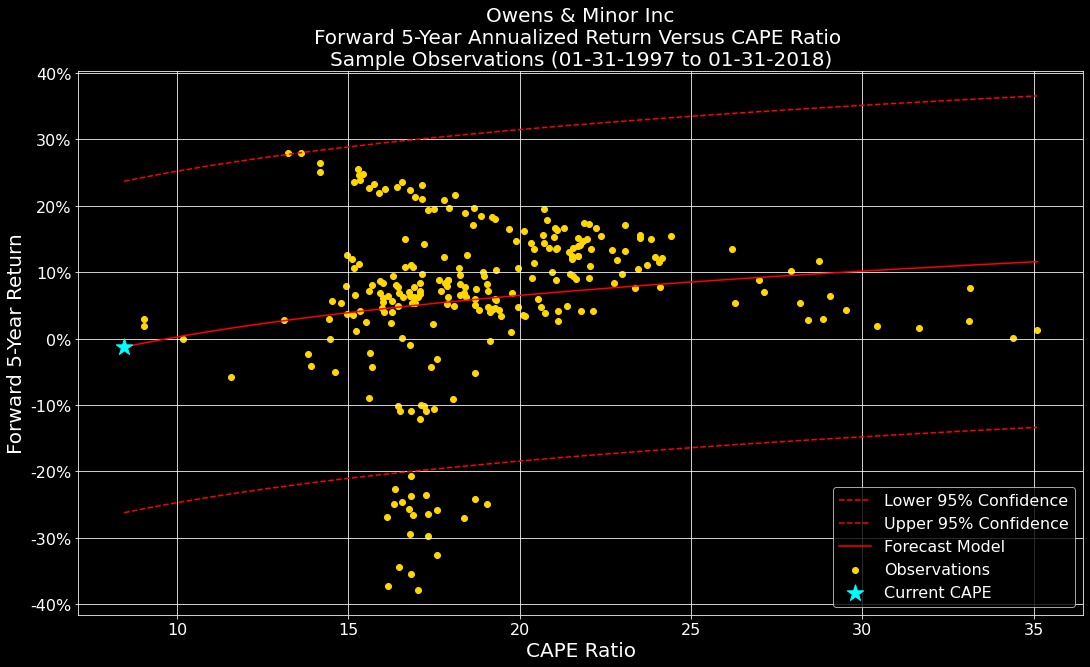 Owens & Minor Inc
Forward 5-Year Annualized Return Versus CAPE Ratio
Sample Observations (01-31-1997 to 01-31-2018)
Forward 5-Year Return
40%
30%
20%
10%
0%
-10%
-20%
-30%
-40%
Lower 95% Confidence
Upper 95% Confidence
Forecast Model
Observations
Current CAPE
10 15 20 25 30 35
CAPE Ratio